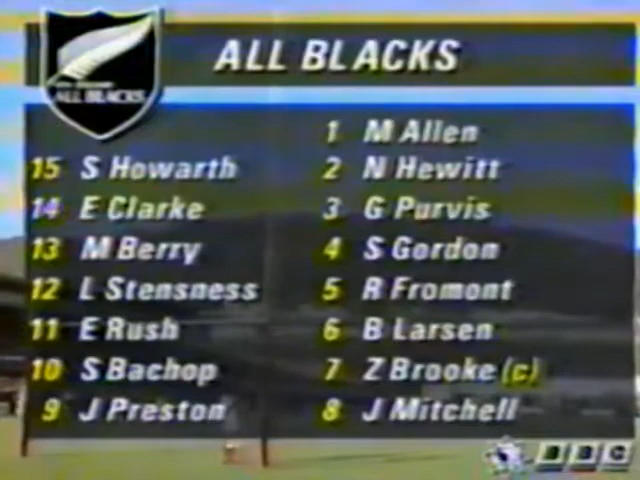 ALL BLACKS
ALL BLACKS
15 S Howarth
14 E Clarke
13 M Berry
12 L Stensness
11 E Rush
10 S Bachop
9 J Preston
1 M Allen
2 N Hewitt
3 G Purvis
4 S Gordon
5 R Fromont
6 B Larsen
7 Z Brooke (c)
8 J Mitchell
BBC